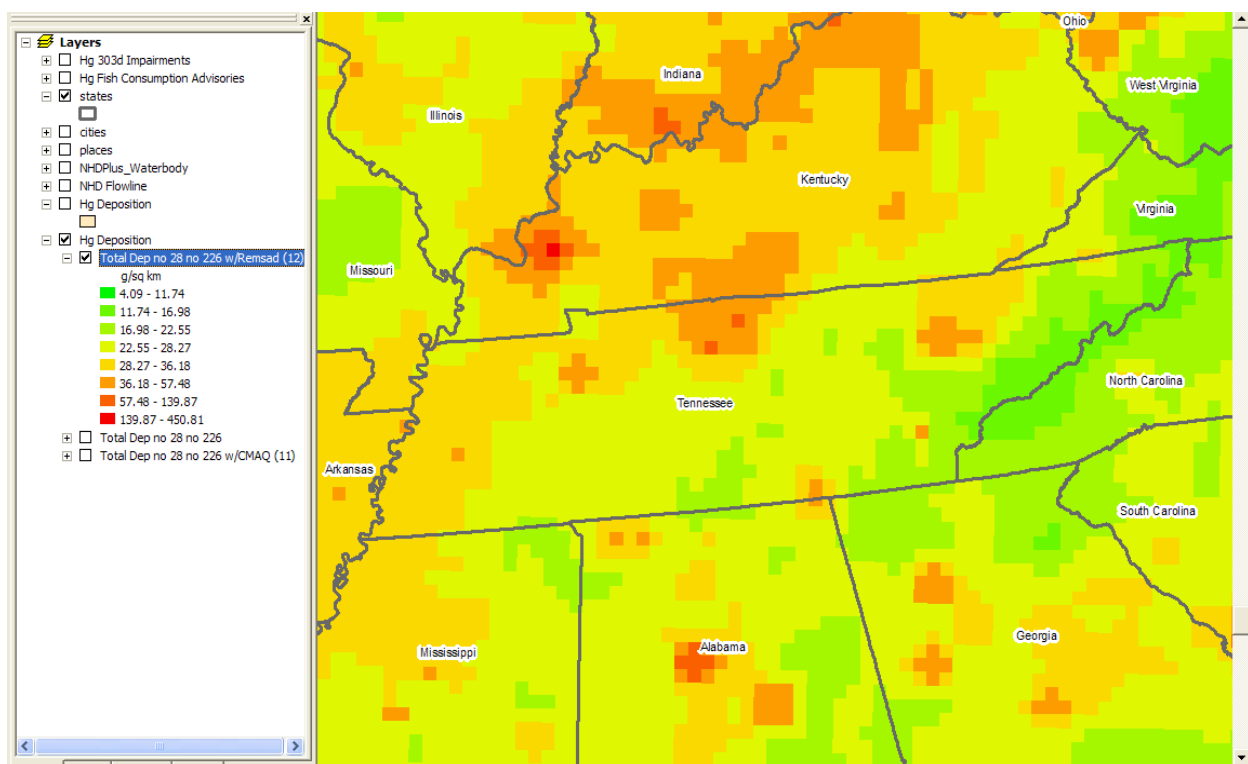 Layers
Hg 303d Impairments
Hg Fish Consumption Advisories
states
cities
places
NHDPlus_Waterbody
NHD Flowline
Hg Deposition
Hg Deposition
Total Dep no 28 no 226 w/Remsad (12)
g/sq km
4.09 - 11.74
11.74 - 16.98
16.98 - 22.55
22.55 - 28.27
28.27 - 36.18
36.18 - 57.48
57.48 - 139.87
139.87 - 450.81
Total Dep no 28 no 226
Total Dep no 28 no 226 w/CMAQ (11)
Ohio
Indiana
West Virginia
Illinois
Kentucky
Virginia
Missouri
North Carolina
Tennessee
Arkansas
South Carolina
Georgia
Alabama
Mississippi